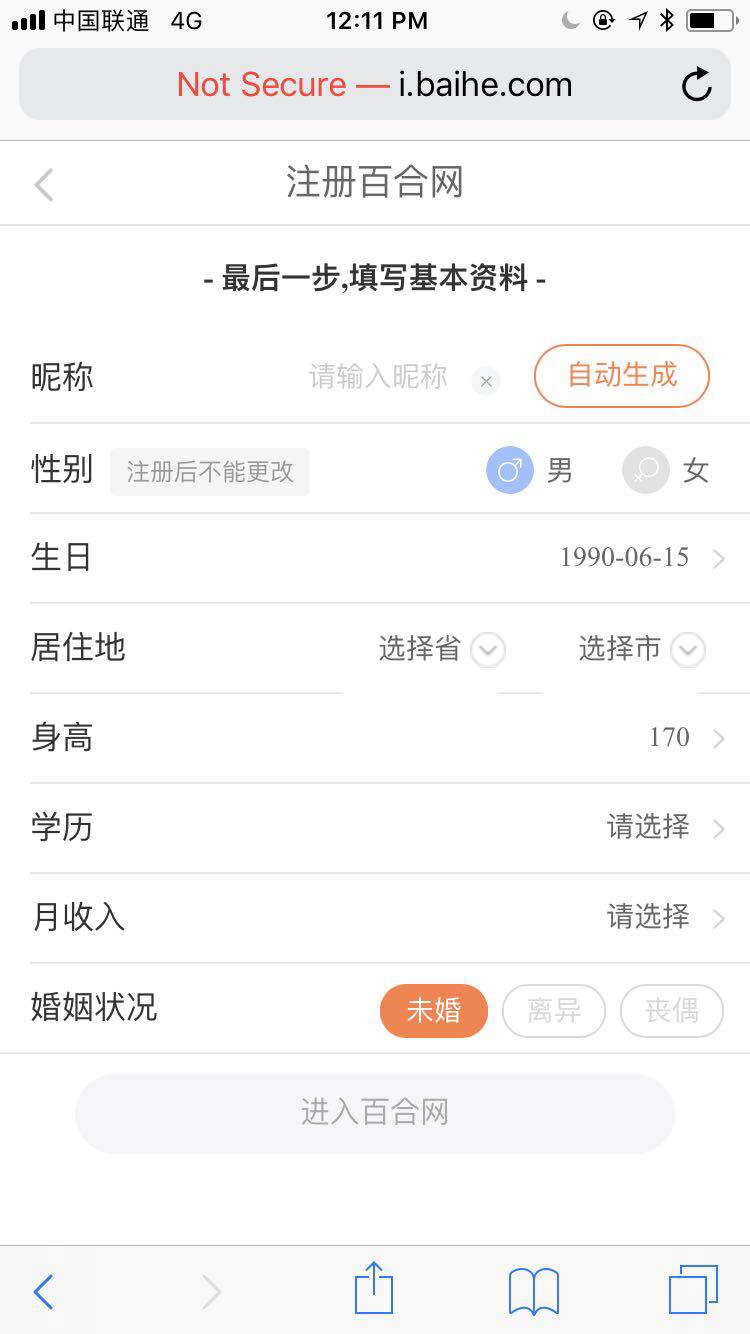 中国联通 4G 12:11 PM
Not Secure — i.baihe.com
注册百合网
- 最后一步,填写基本资料 -
昵称 请输入昵称 自动生成
性别 注册后不能更改 男 女
生日 1990-06-15
居住地 选择省 选择市
身高 170
学历 请选择
月收入 请选择
婚姻状况 未婚 离异 丧偶
进入百合网